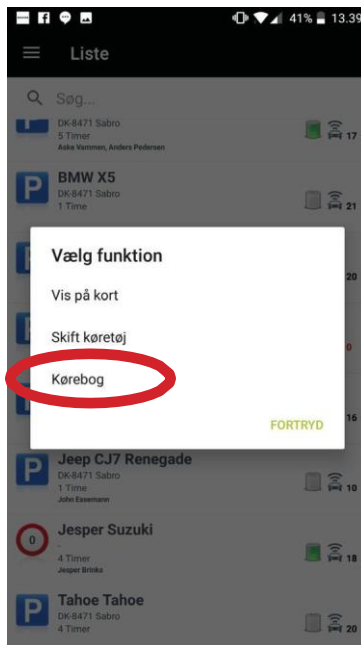 41% 13.39
Liste
Søg...
DK-8471 Sabro
5 Timer
17
Aske Vammen, Anders Pedersen
BMW X5
P
DK-8471 Sabro
1 Time
21
20
Vælg funktion
Vis på kort
Skift køretøj
0
Kørebog
16
FORTRYD
Jeep CJ7 Renegade
P
DK-8471 Sabro
1 Time
10
John Essemann
Jesper Suzuki
0
-
4 Timer
18
Jesper Brinks
Tahoe Tahoe
P
DK-8471 Sabro
4 Timer
20